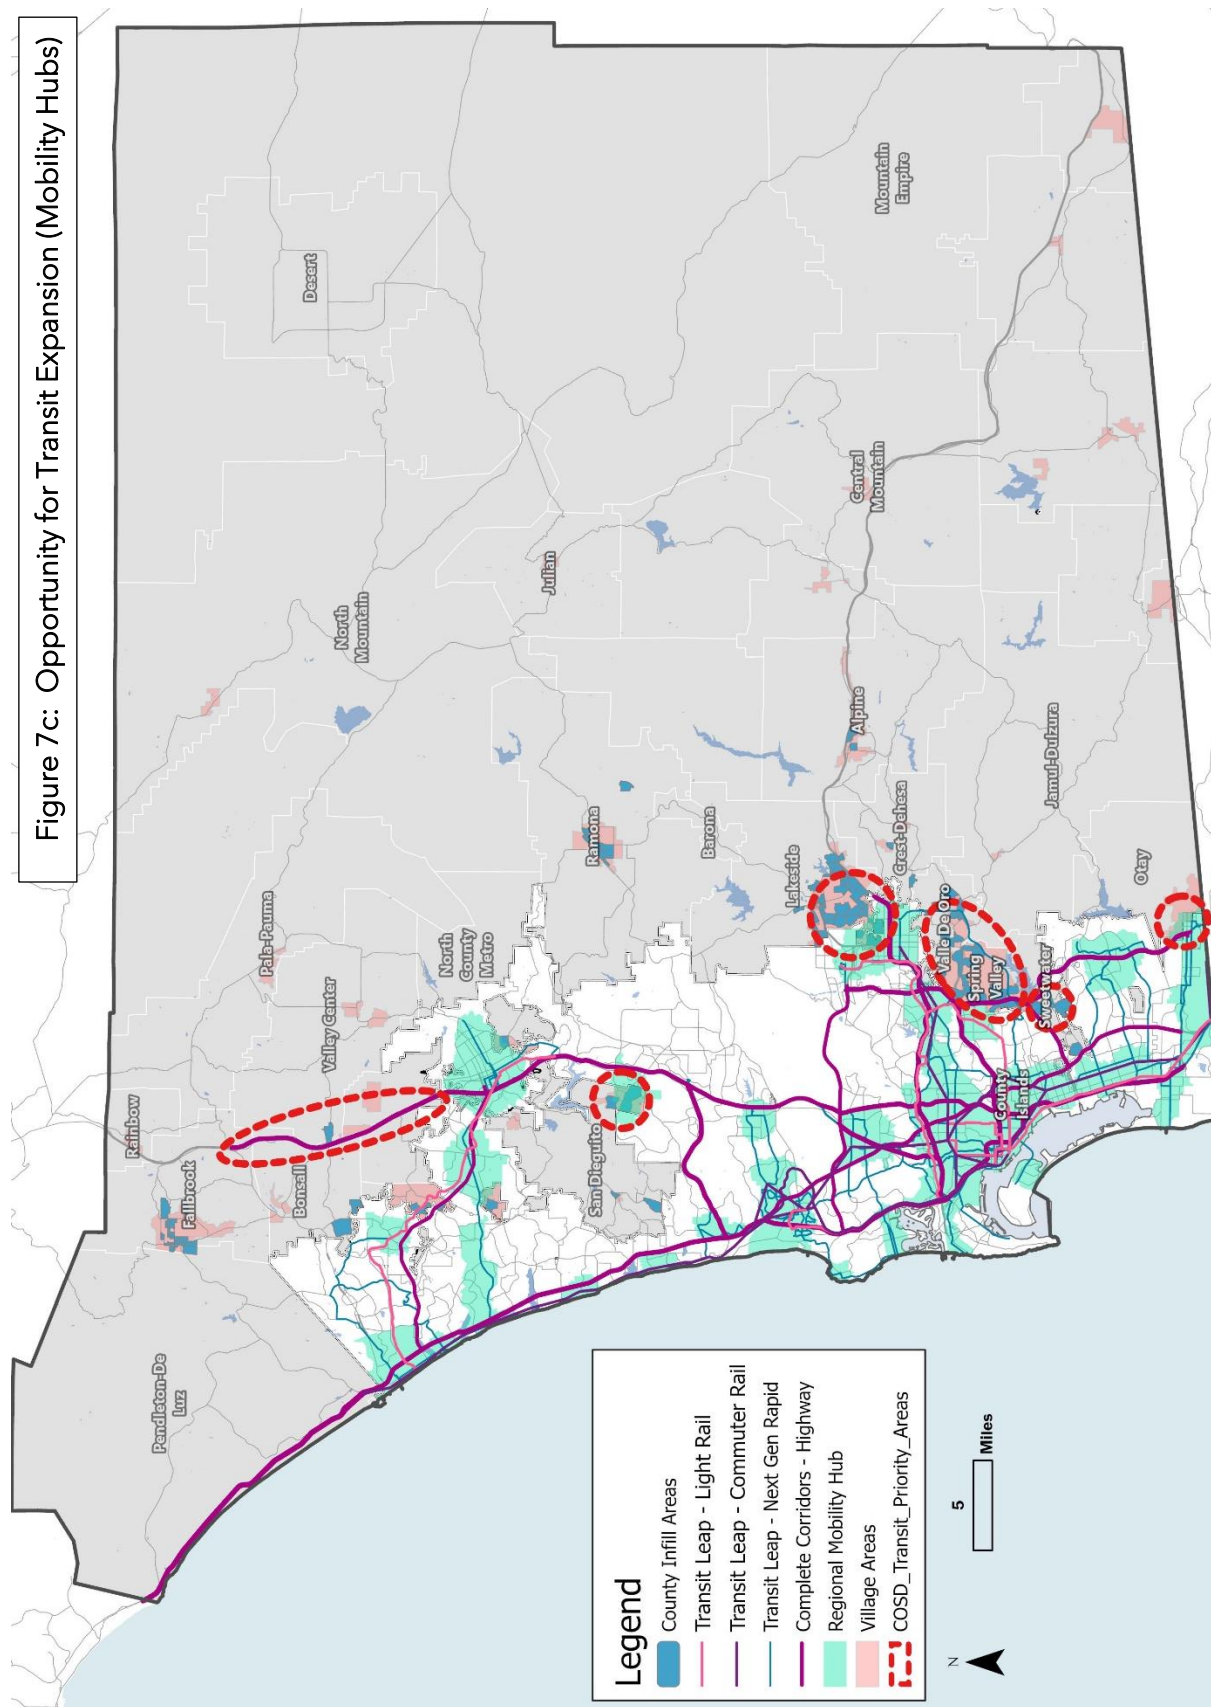 Figure 7c: Opportunity for Transit Expansion (Mobility Hubs)
Rainbow
Fallbrook
Pendleton-De
Luz
Bonsall
Pala-Pauma
Valley Center
North
Mountain
Desert
North
County
Metro
San Dieguito
Ramona
Julian
Barona
Lakeside
Alpine
Central
Mountain
Mountain
Empire
Crest-Dehesa
Valle De Oro
Spring
Valley
Sweetwater
County
Islands
Jamul-Dulzura
Otay
Legend
County Infill Areas
Transit Leap - Light Rail
Transit Leap - Commuter Rail
Transit Leap - Next Gen Rapid
Complete Corridors - Highway
Regional Mobility Hub
Village Areas
COSD_Transit_Priority_Areas
N
5
Miles